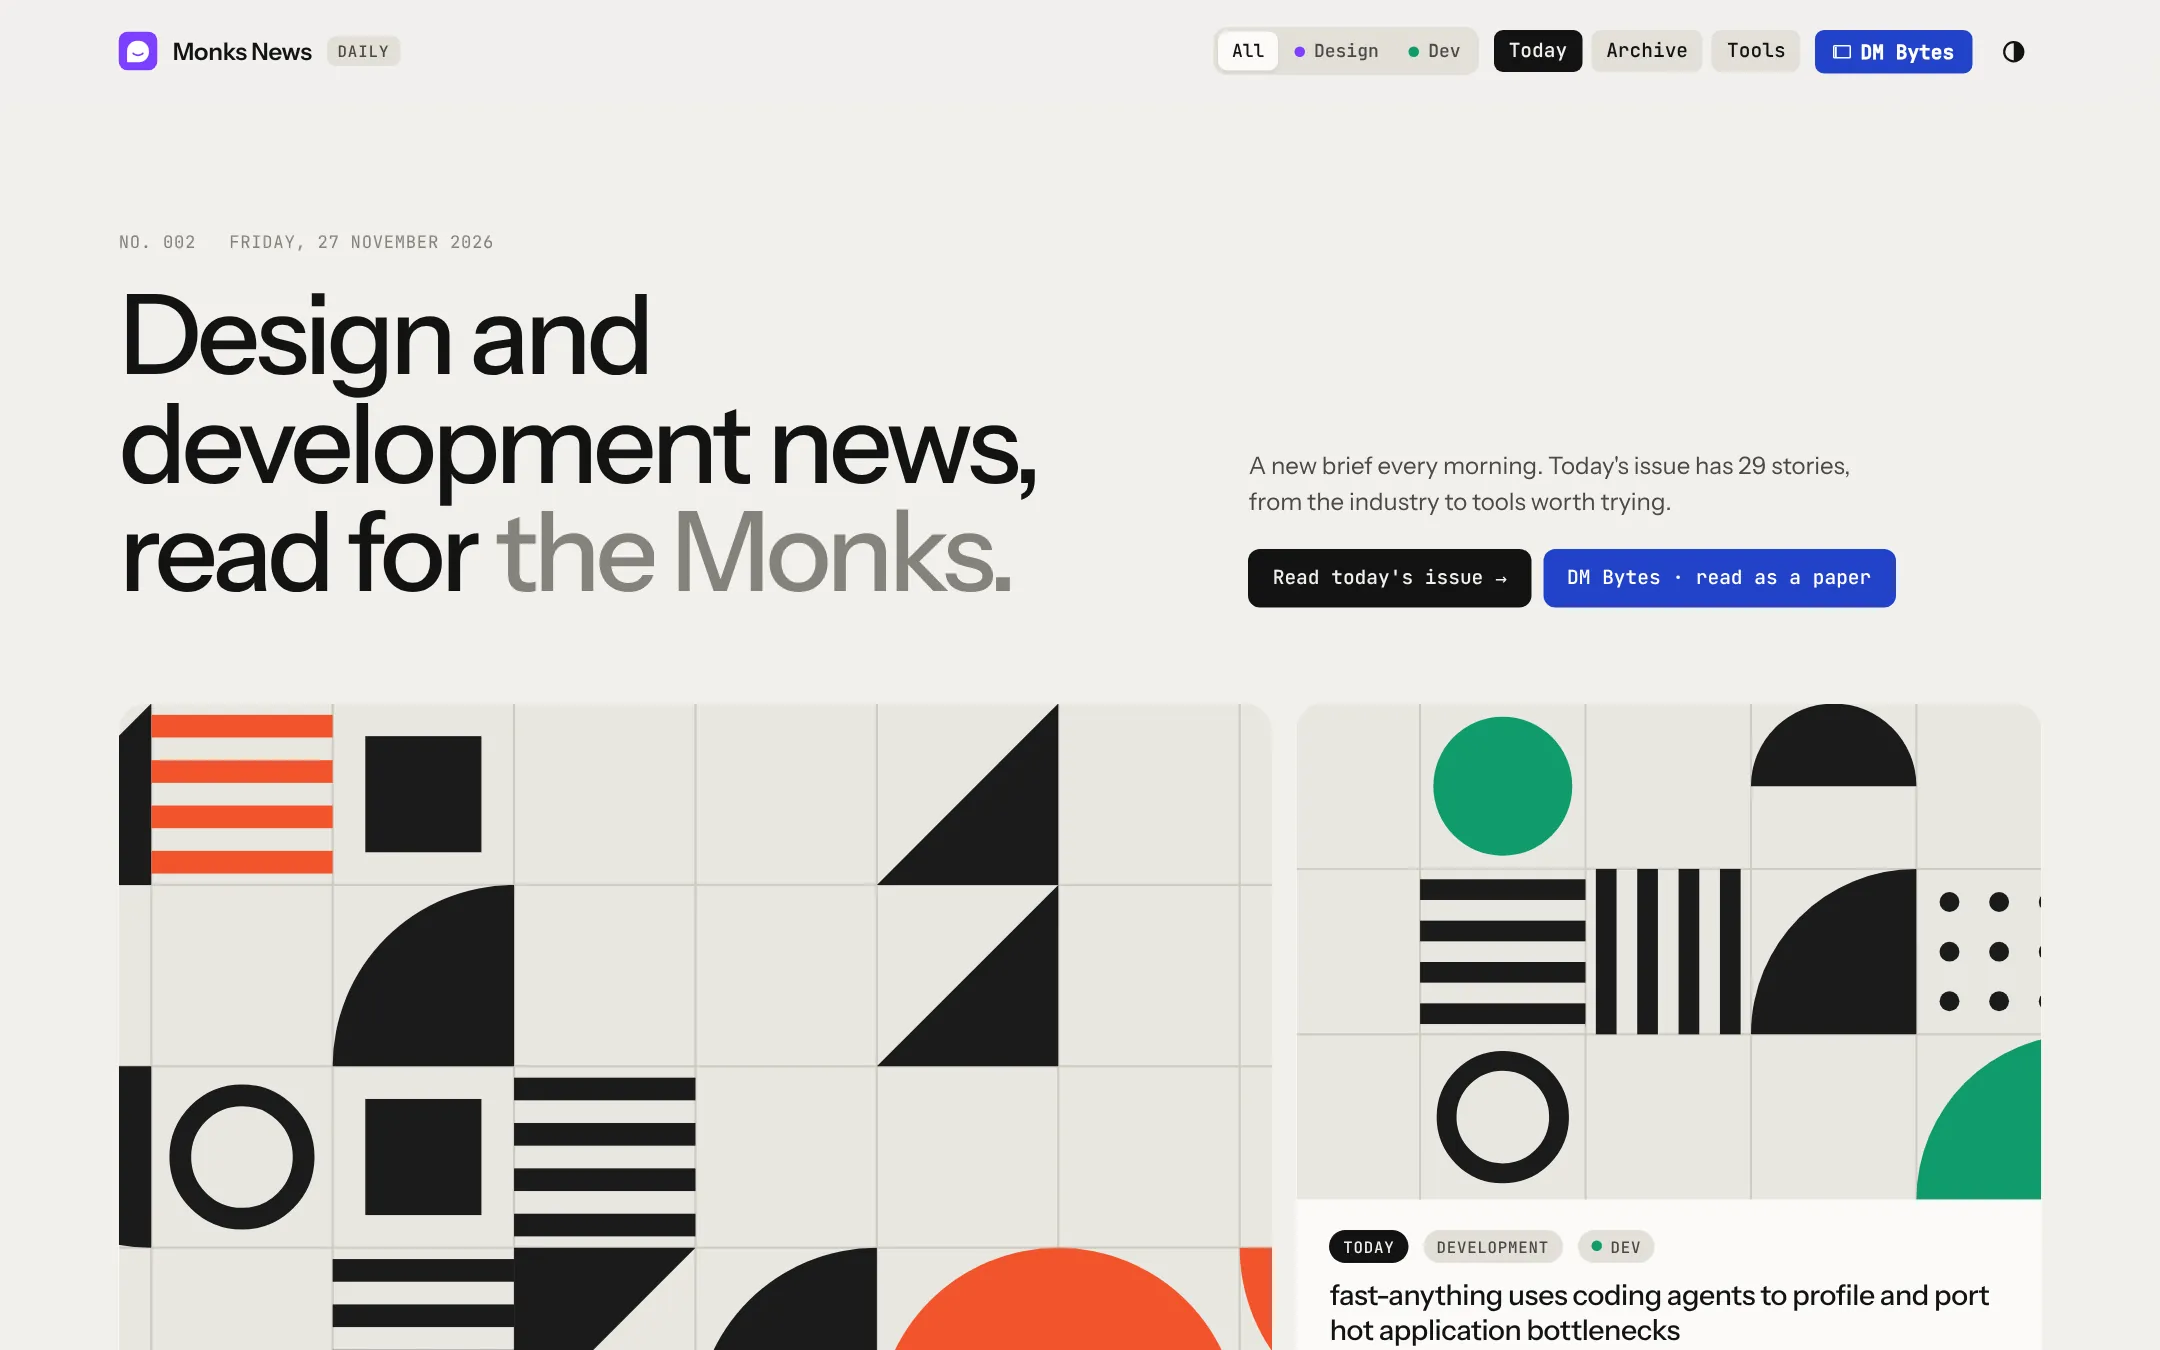 Monks News
DAILY
All
Design
Dev
Today
Archive
Tools
DM Bytes
NO. 002 FRIDAY, 27 NOVEMBER 2026
Design and
development news,
read for the Monks.
A new brief every morning. Today's issue has 29 stories,
from the industry to tools worth trying.
Read today's issue →
DM Bytes · read as a paper
TODAY
DEVELOPMENT
DEV
fast-anything uses coding agents to profile and port
hot application bottlenecks